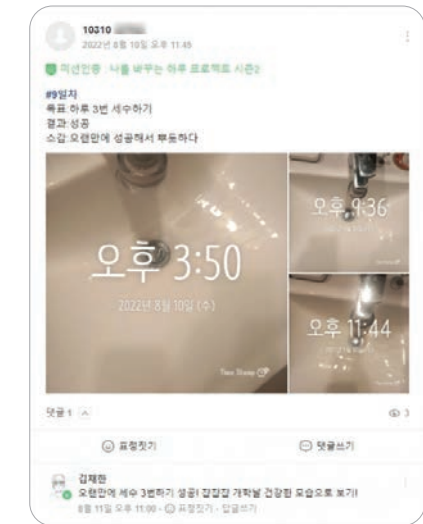 10310
2022년 8월 10일 오후 11:45
미션인증 · 나를 바꾸는 하루 프로젝트 시즌2
#9일차
목표:하루 3번 세수하기
결과:성공
소감:오랜만에 성공해서 뿌듯하다
오후 3:50
2022년 8월 10일 (수)
Time Stamp
오후 9:36
오후 11:44
댓글 1
3
표정짓기
댓글쓰기
김재한
오랜만에 세수 3번하기 성공! 잘잘잘 개학날 건강한 모습으로 보기!
8월 11일 오후 11:00 · 표정짓기 · 답글쓰기